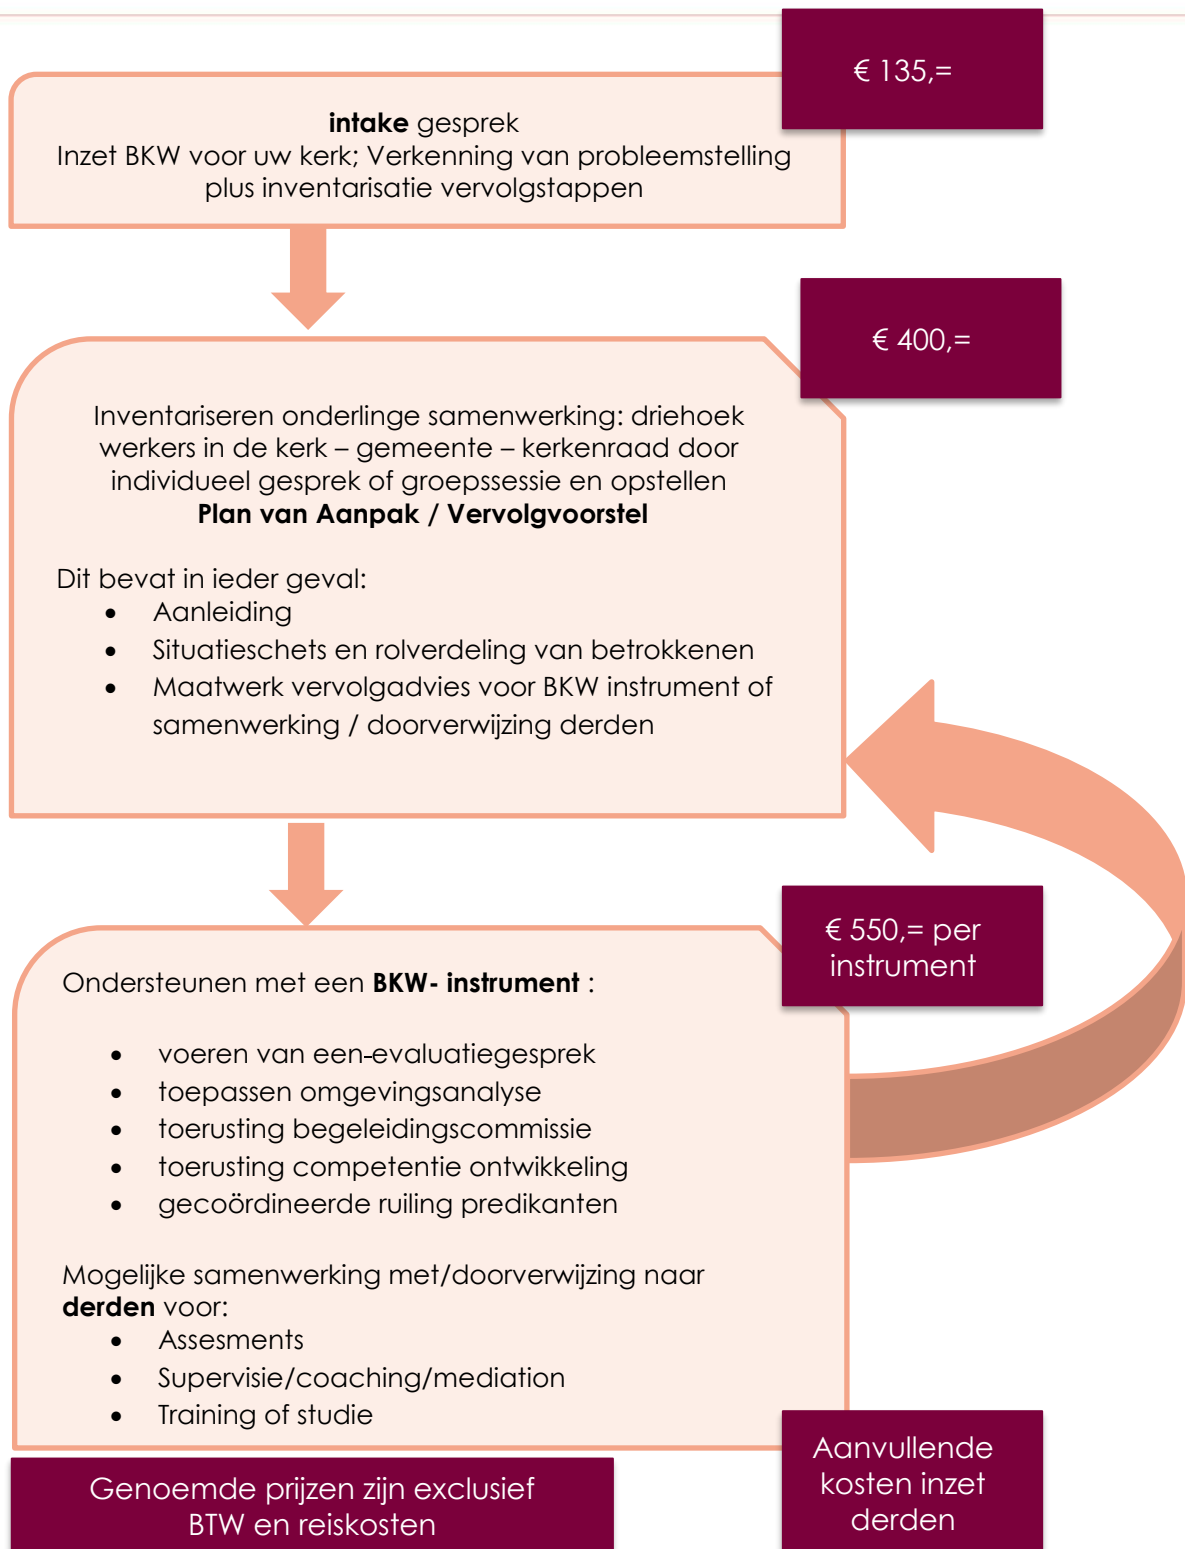 € 135,=
intake gesprek
Inzet BKW voor uw kerk; Verkenning van probleemstelling
plus inventarisatie vervolgstappen
€ 400,=
Inventariseren onderlinge samenwerking: driehoek
werkers in de kerk – gemeente – kerkenraad door
individueel gesprek of groepssessie en opstellen
Plan van Aanpak / Vervolgvoorstel
Dit bevat in ieder geval:
• Aanleiding
• Situatieschets en rolverdeling van betrokkenen
• Maatwerk vervolgadvies voor BKW instrument of
samenwerking / doorverwijzing derden
€ 550,= per
instrument
Ondersteunen met een BKW- instrument :
• voeren van een-evaluatiegesprek
• toepassen omgevingsanalyse
• toerusting begeleidingscommissie
• toerusting competentie ontwikkeling
• gecoördineerde ruiling predikanten
Mogelijke samenwerking met/doorverwijzing naar
derden voor:
• Assesments
• Supervisie/coaching/mediation
• Training of studie
Aanvullende
kosten inzet
derden
Genoemde prijzen zijn exclusief
BTW en reiskosten